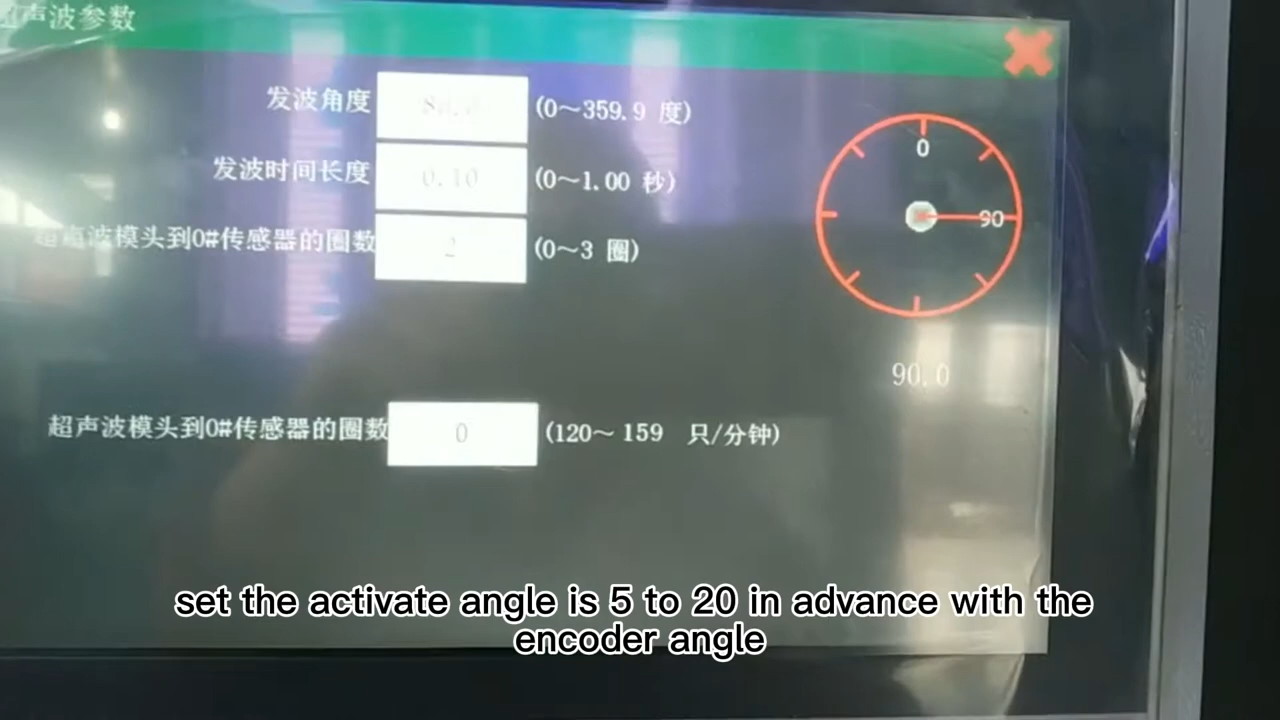 声波参数
发波角度 (0～359.9 度)
发波时间长度 0.10 (0～1.00 秒)
超声波模头到0#传感器的圈数 2 (0～3 圈)
0
90
90.0
超声波模头到0#传感器的圈数 0 (120～ 159 只/分钟)
set the activate angle is 5 to 20 in advance with the
encoder angle